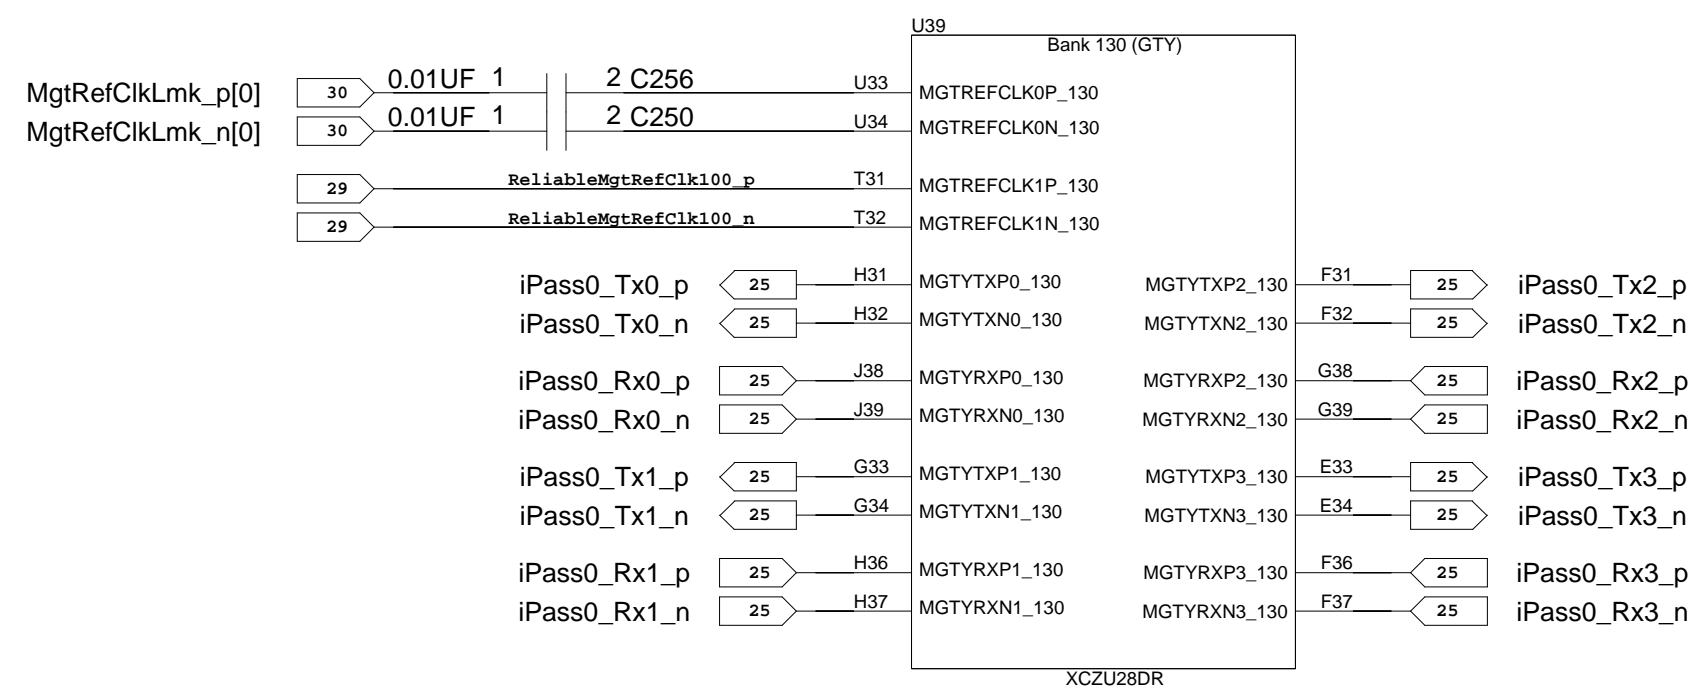 U39
Bank 130 (GTY)
MgtRefClkLmk_p[0] 30 0.01UF 1 2 C256 U33 MGTREFCLK0P_130
MgtRefClkLmk_n[0] 30 0.01UF 1 2 C250 U34 MGTREFCLK0N_130
29 ReliableMgtRefClk100_p T31 MGTREFCLK1P_130
29 ReliableMgtRefClk100_n T32 MGTREFCLK1N_130
iPass0_Tx0_p 25 H31 MGTYTXP0_130 MGTYTXP2_130 F31 25 iPass0_Tx2_p
iPass0_Tx0_n 25 H32 MGTYTXN0_130 MGTYTXN2_130 F32 25 iPass0_Tx2_n
iPass0_Rx0_p 25 J38 MGTYRXP0_130 MGTYRXP2_130 G38 25 iPass0_Rx2_p
iPass0_Rx0_n 25 J39 MGTYRXN0_130 MGTYRXN2_130 G39 25 iPass0_Rx2_n
iPass0_Tx1_p 25 G33 MGTYTXP1_130 MGTYTXP3_130 E33 25 iPass0_Tx3_p
iPass0_Tx1_n 25 G34 MGTYTXN1_130 MGTYTXN3_130 E34 25 iPass0_Tx3_n
iPass0_Rx1_p 25 H36 MGTYRXP1_130 MGTYRXP3_130 F36 25 iPass0_Rx3_p
iPass0_Rx1_n 25 H37 MGTYRXN1_130 MGTYRXN3_130 F37 25 iPass0_Rx3_n
XCZU28DR